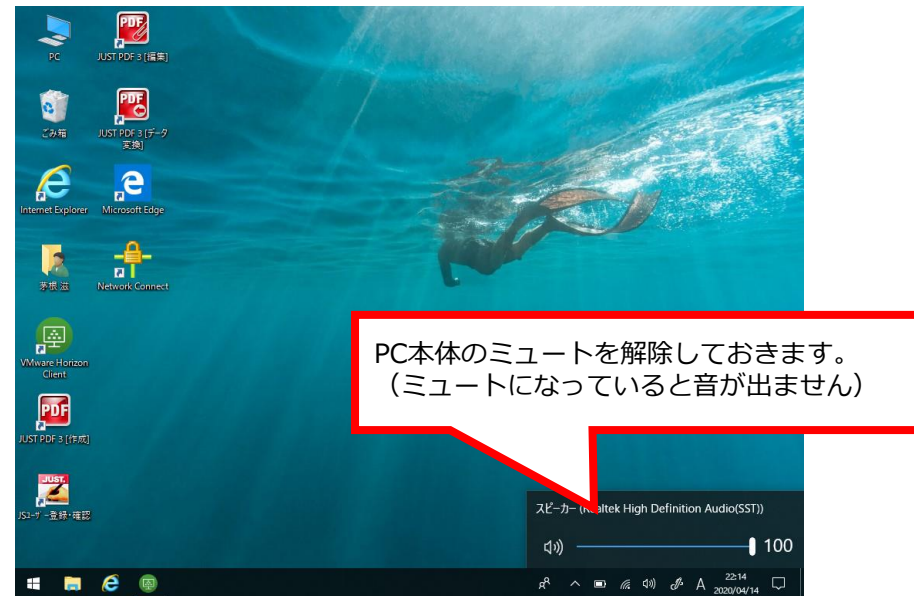 PC
JUST PDF 3 [編集]
ごみ箱
JUST PDF 3 [データ
変換]
Internet Explorer
Microsoft Edge
茅根 滋
Network Connect
VMware Horizon
Client
JUST PDF 3 [作成]
JSユーザー登録・確認
PC本体のミュートを解除しておきます。
（ミュートになっていると音が出ません）
スピーカー (Realtek High Definition Audio(SST))
100
A
22:14
2020/04/14